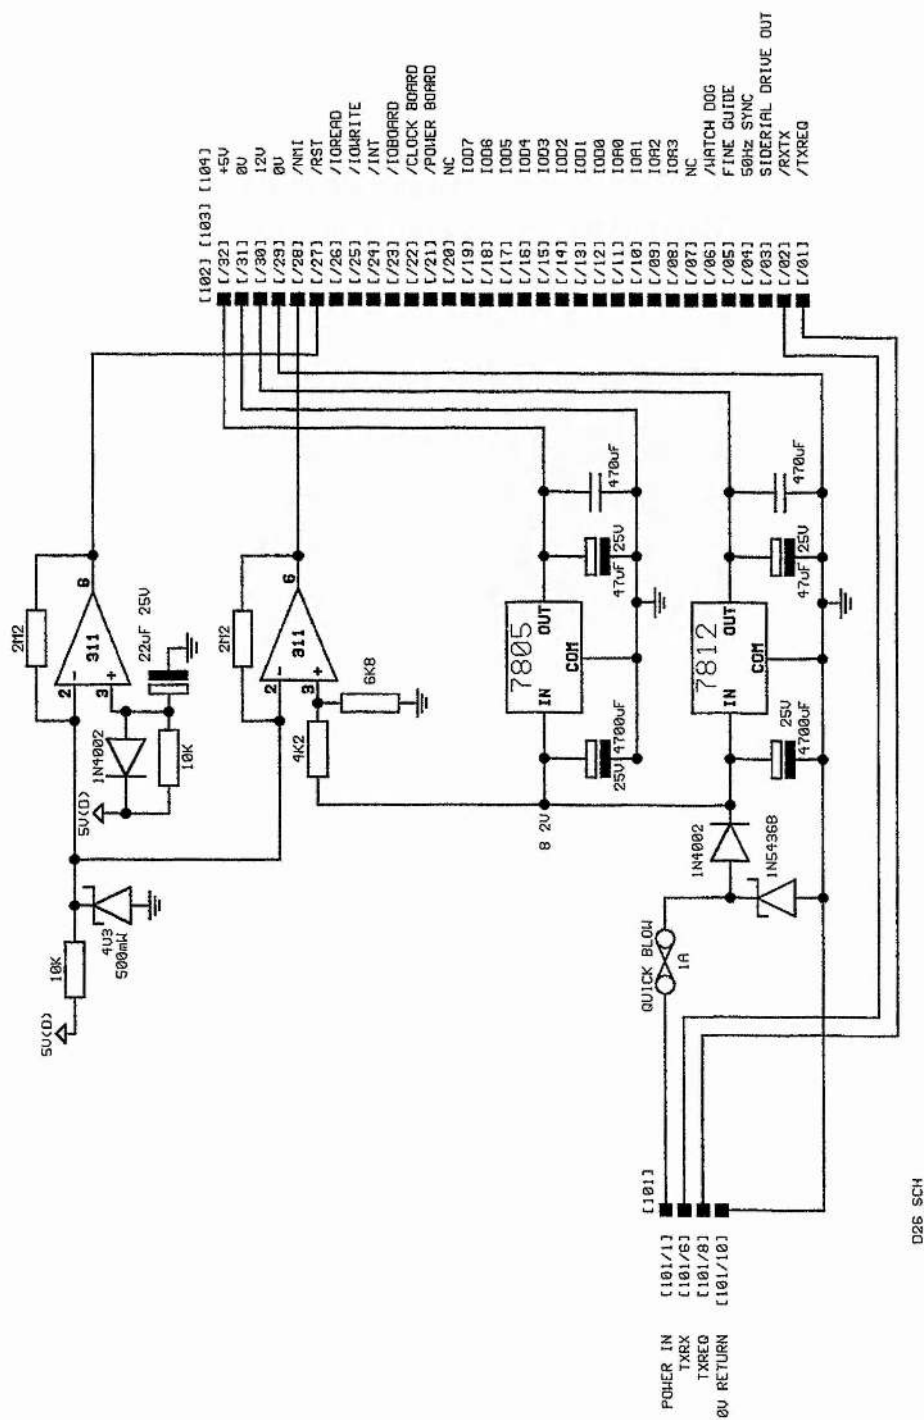 [102] [103] [104]
[/32] +5V
[/31] 0V
[/30] 12V
[/29] 0V
[/28] /NMI
[/27] /RST
[/26] /IOREAD
[/25] /IOWRITE
[/24] /INT
[/23] /IOBOARD
[/22] /CLOCK BOARD
[/21] /POWER BOARD
[/20] NC
[/19] IOD7
[/18] IOD6
[/17] IOD5
[/16] IOD4
[/15] IOD3
[/14] IOD2
[/13] IOD1
[/12] IOD0
[/11] IOA0
[/10] IOA1
[/09] IOA2
[/08] IOA3
[/07] NC
[/06] /WATCH DOG
[/05] FINE GUIDE
[/04] 50Hz SYNC
[/03] SIDERIAL DRIVE OUT
[/02] /RXTX
[/01] /TXREQ
2M2
2 -
3 +
311
8
22uF 25V
1N4002
10K
5V(D)
10K
5V(D)
4V3
500mW
2M2
2 -
3 +
311
6
6K8
4K2
7805
IN
OUT
COM
25V 4700uF
47uF 25V
470uF
8 2V
7812
IN
OUT
COM
25V
4700uF
47uF 25V
470uF
1N4002
1N5436B
QUICK BLOW
1A
[101]
POWER IN [101/1]
TXRX [101/6]
TXREQ [101/8]
0V RETURN [101/10]
D26 SCH